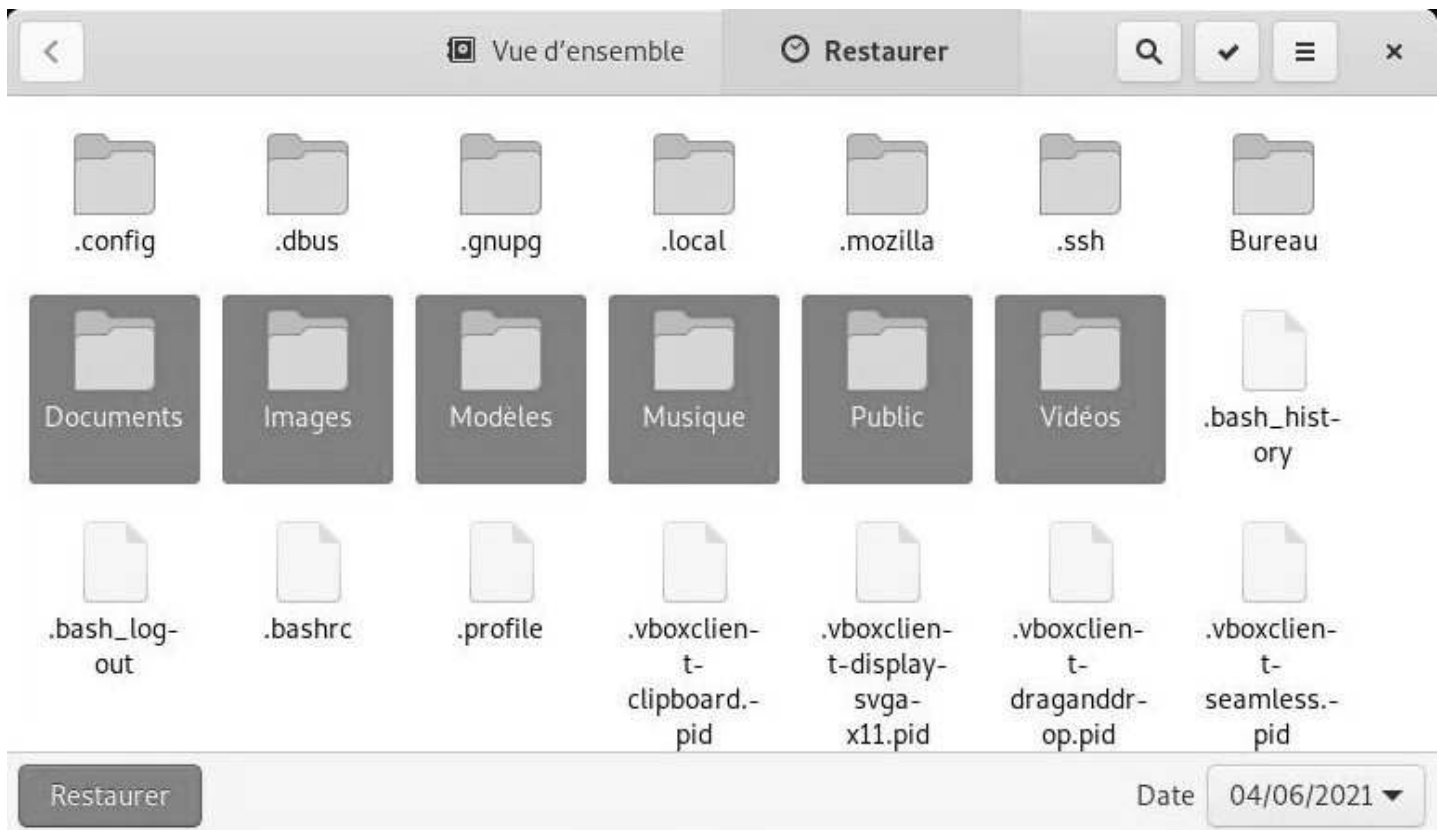 Vue d'ensemble Restaurer
.config .dbus .gnupg .local .mozilla .ssh Bureau
Documents Images Modèles Musique Public Vidéos .bash_hist-
ory
.bash_log-
out
.bashrc
.profile
.vboxclien-
t-
clipboard.-
pid
.vboxclien-
t-display-
svga-
x11.pid
.vboxclien-
t-
draganddr-
op.pid
.vboxclien-
t-
seamless.-
pid
Restaurer Date 04/06/2021